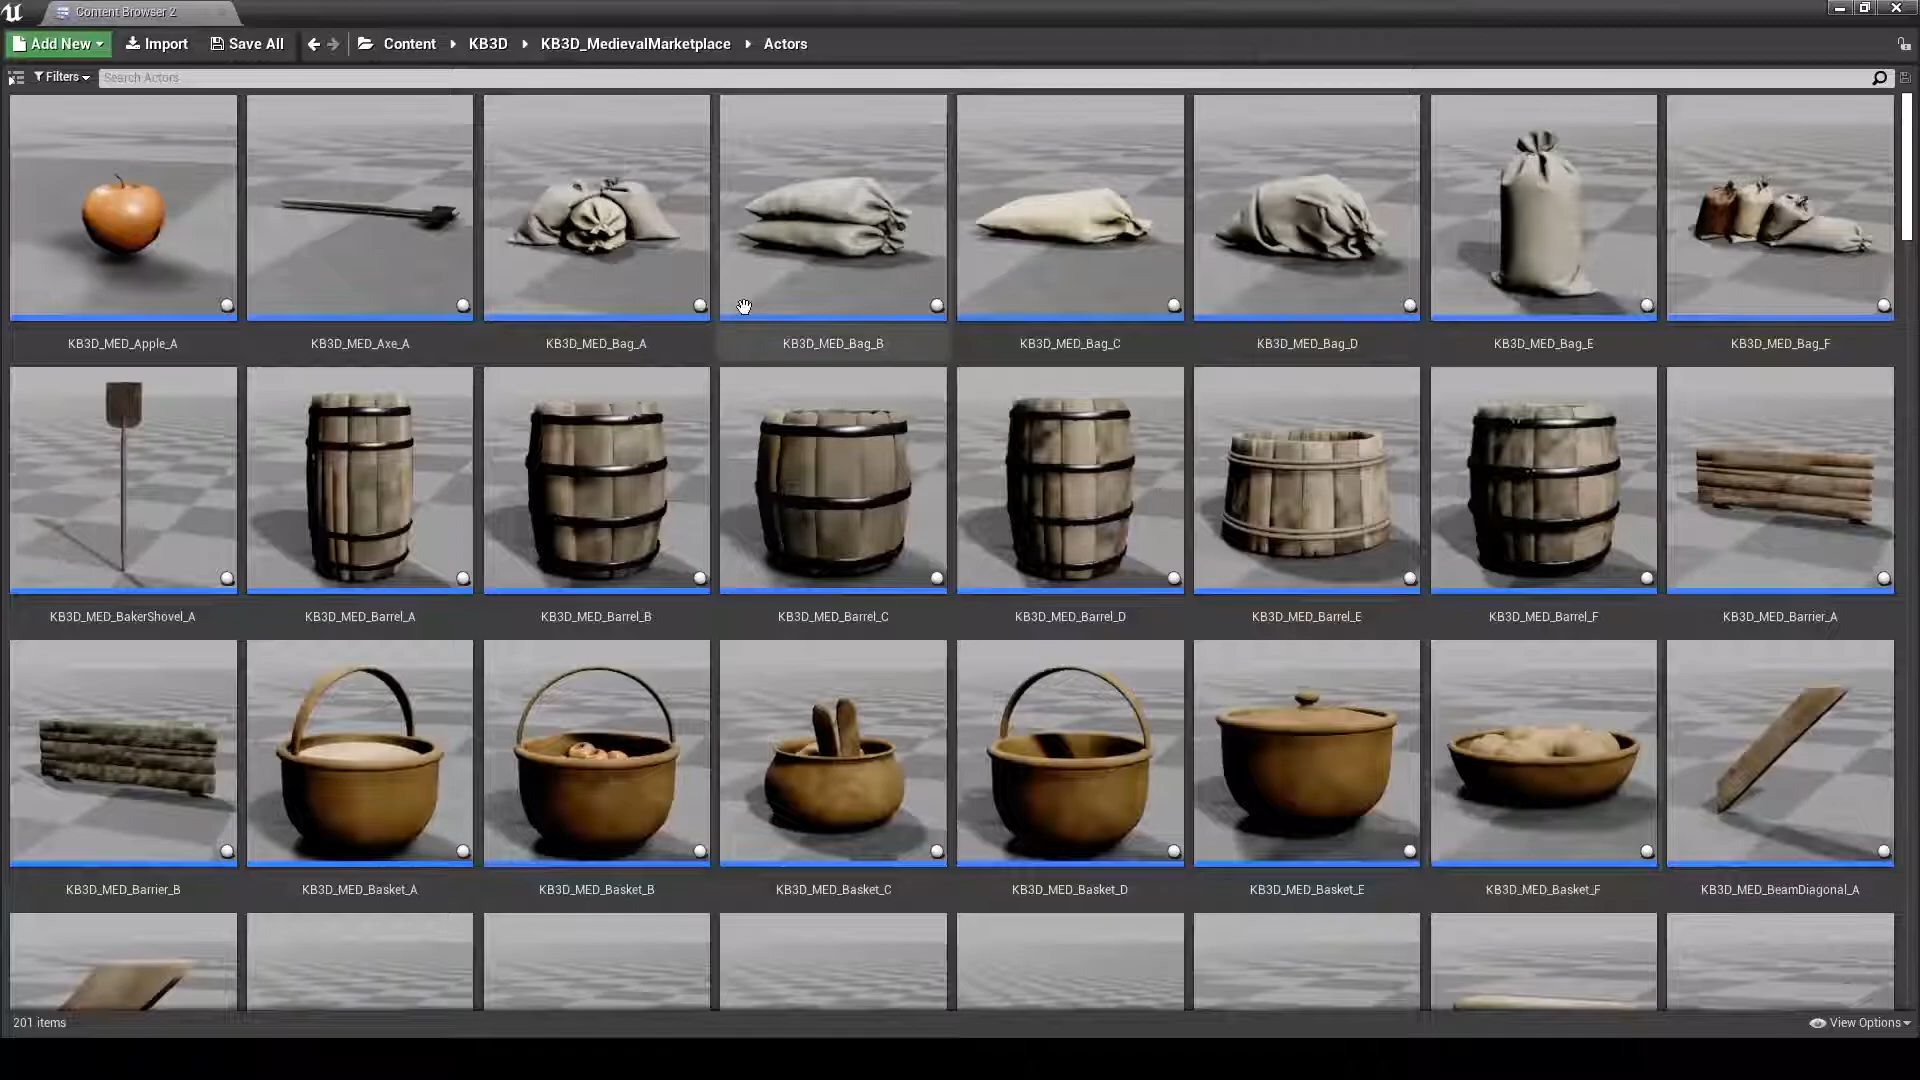 Content Browser 2
Add New Import Save All Content KB3D KB3D_MedievalMarketplace Actors
Filters Search Actors
KB3D_MED_Apple_A KB3D_MED_Axe_A KB3D_MED_Bag_A KB3D_MED_Bag_B KB3D_MED_Bag_C KB3D_MED_Bag_D KB3D_MED_Bag_E KB3D_MED_Bag_F
KB3D_MED_BakerShovel_A KB3D_MED_Barrel_A KB3D_MED_Barrel_B KB3D_MED_Barrel_C KB3D_MED_Barrel_D KB3D_MED_Barrel_E KB3D_MED_Barrel_F KB3D_MED_Barrier_A
KB3D_MED_Barrier_B KB3D_MED_Basket_A KB3D_MED_Basket_B KB3D_MED_Basket_C KB3D_MED_Basket_D KB3D_MED_Basket_E KB3D_MED_Basket_F KB3D_MED_BeamDiagonal_A
201 items View Options